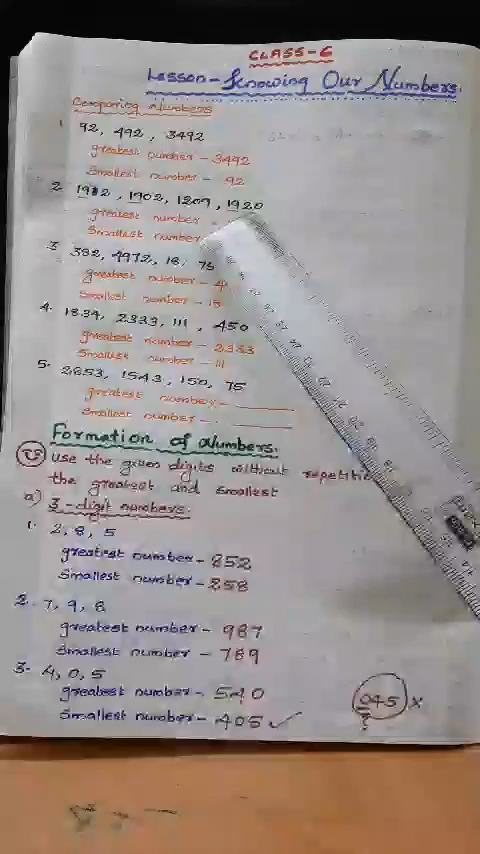 CLASS-6
Lesson-Knowing Our Numbers.
Comparing Numbers
1. 92, 492, 3492
greatest number - 3492
smallest number - 92
2. 1902, 1209, 1920
greatest number -
smallest number
3. 382, 4972, 18, 75
greatest number - 4
smallest number - 18
4. 1834, 2333, 111, 450
greatest number - 2333
smallest number - 111
5. 2853, 1543, 150, 75
greatest number -
smallest number -
Formation of Numbers.
Use the given digits without
the greatest and smallest
a) 3-digit numbers.
1. 2, 8, 5
greatest number - 852
smallest number - 258
2. 7, 9, 8
greatest number - 987
smallest number - 789
3. 4, 0, 5
greatest number - 540
smallest number - 405 ✓
045 ×